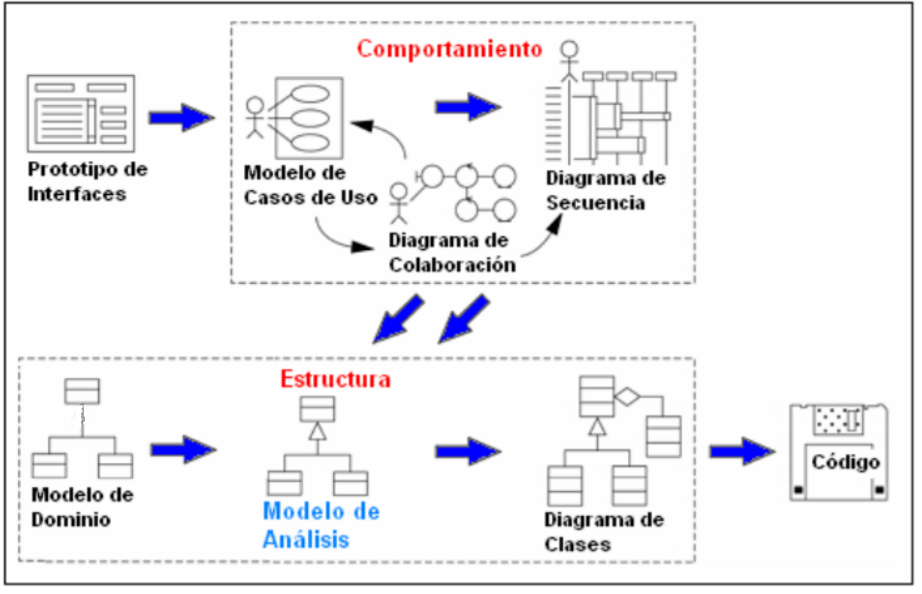 Comportamiento
Prototipo de
Interfaces
Modelo de
Casos de Uso
Diagrama de
Colaboración
Diagrama de
Secuencia
Estructura
Modelo de
Dominio
Modelo de
Análisis
Diagrama de
Clases
Código